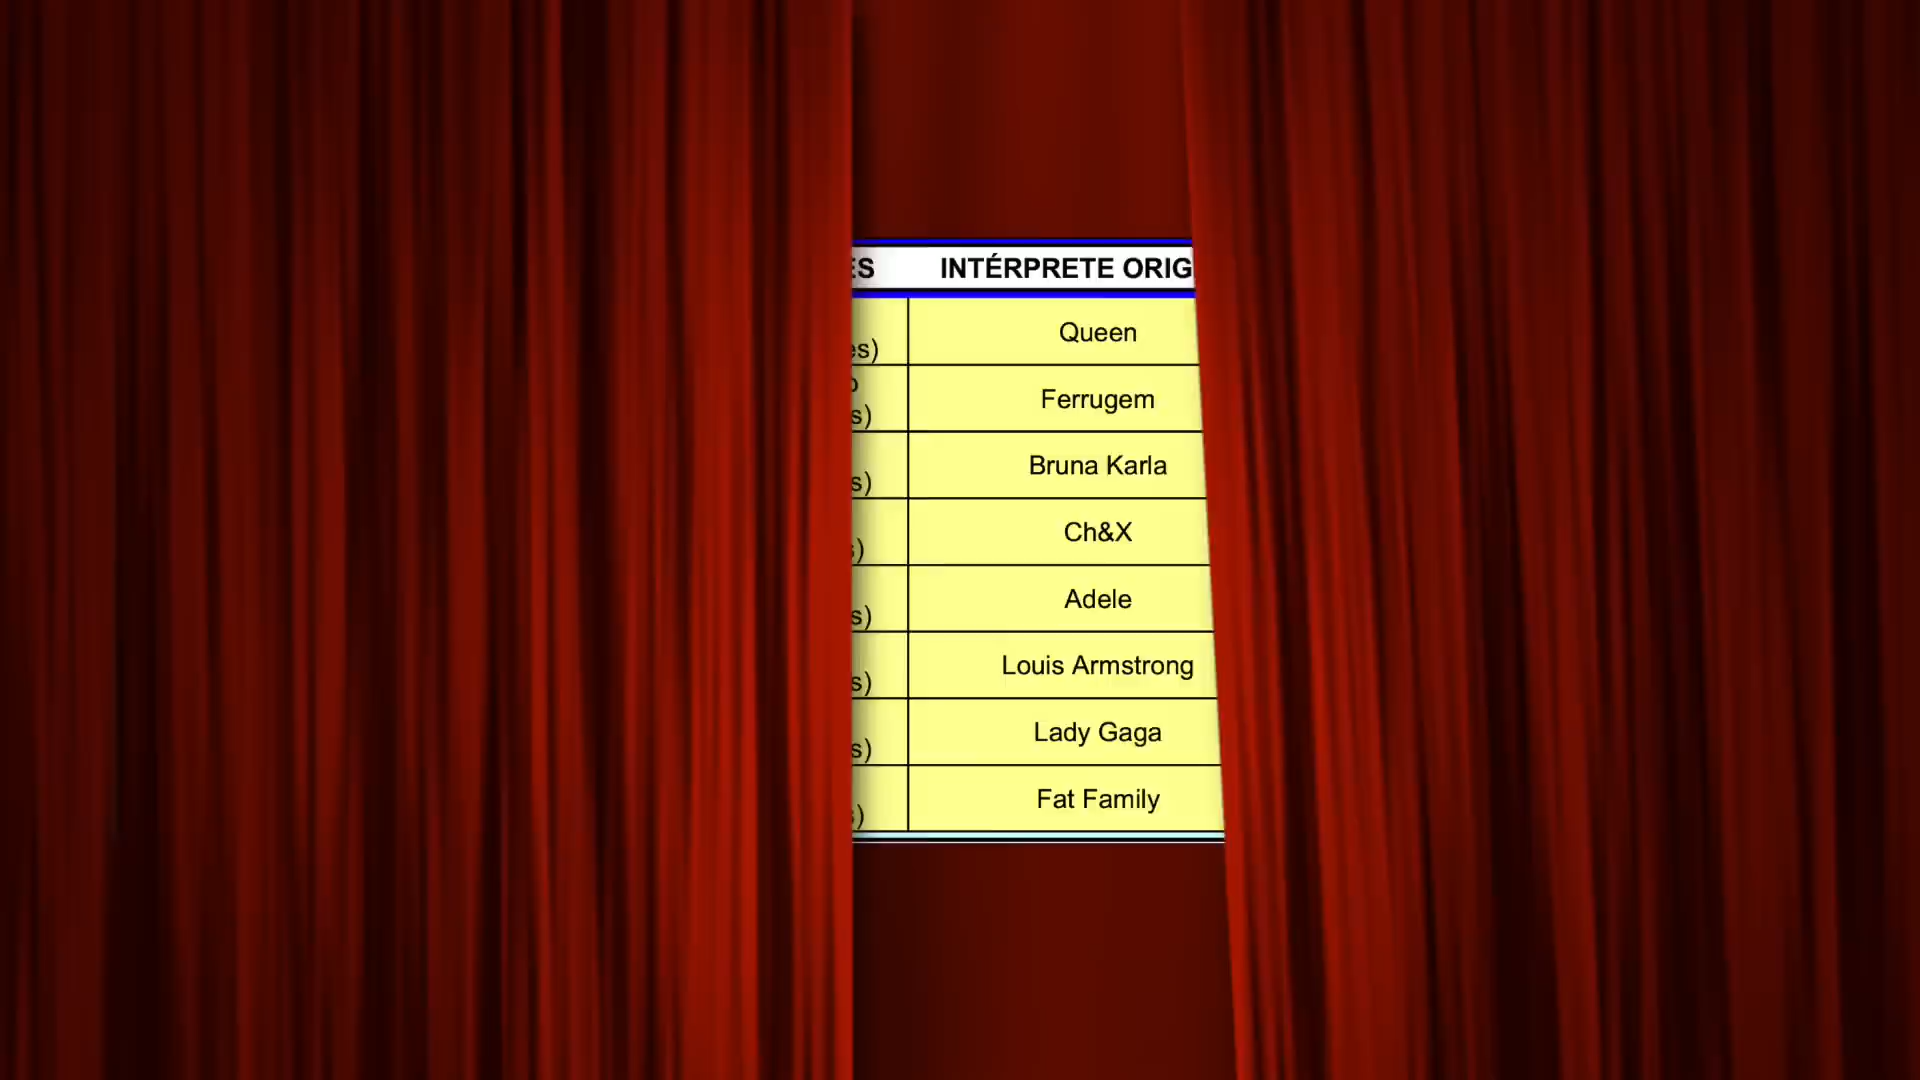 INTÉRPRETE ORIG
Queen
Ferrugem
Bruna Karla
Ch&X
Adele
Louis Armstrong
Lady Gaga
Fat Family